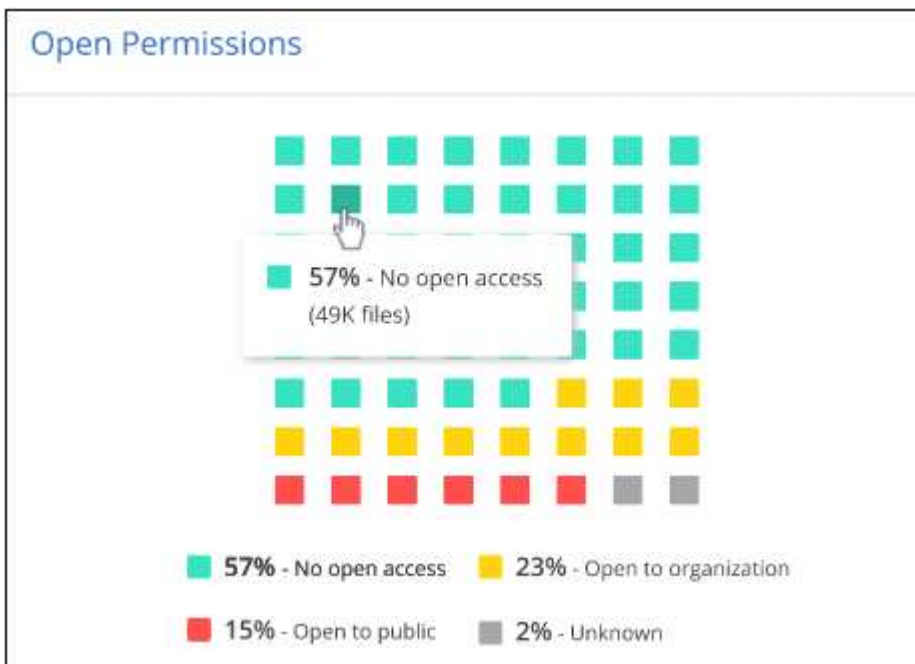 Open Permissions
57% - No open access
(49K files)
57% - No open access
23% - Open to organization
15% - Open to public
2% - Unknown